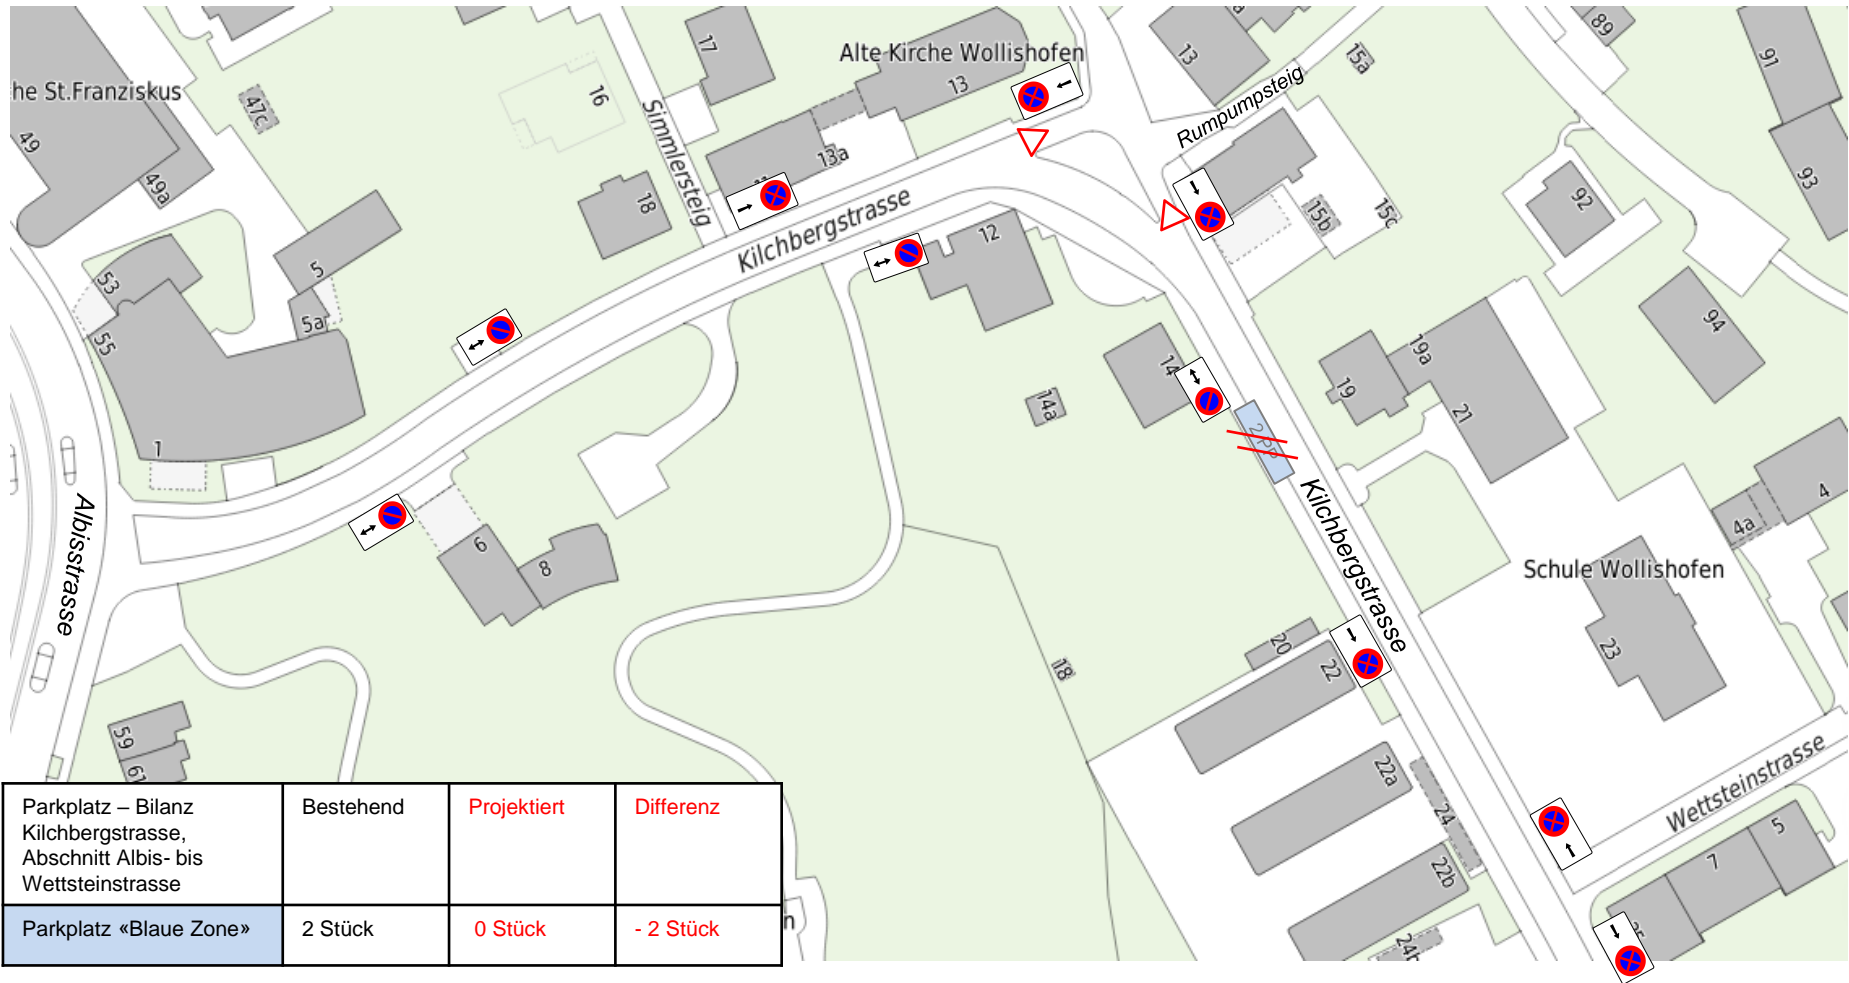 Alte Kirche Wollishofen
he St.Franziskus
Simmlersteig
Kilchbergstrasse
Rumpumpsteig
Albisstrasse
Kilchbergstrasse
Schule Wollishofen
Wettsteinstrasse
2 PP
49
49a
47c
53
55
5
5a
1
16
17
18
13
13a
12
13
15a
15b
15c
89
91
93
92
94
14
14a
19
19a
21
4
4a
6
8
18
20
22
22a
22b
24
23
5
7
59
61
Parkplatz – Bilanz
Kilchbergstrasse,
Abschnitt Albis- bis
Wettsteinstrasse
Bestehend
Projektiert
Differenz
Parkplatz «Blaue Zone»
2 Stück
0 Stück
- 2 Stück